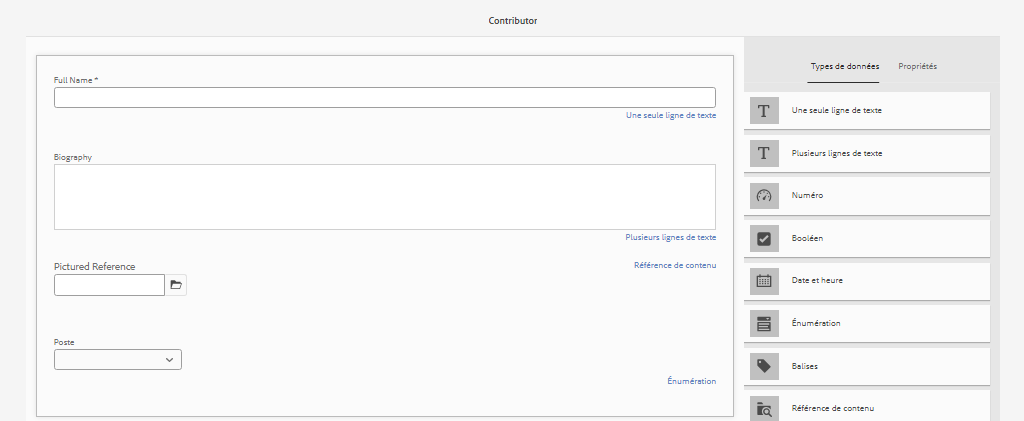 Contributor
Full Name *
Une seule ligne de texte
Biography
Plusieurs lignes de texte
Pictured Reference
Référence de contenu
Poste
Énumération
Types de données
Propriétés
Une seule ligne de texte
Plusieurs lignes de texte
Numéro
Booléen
Date et heure
Énumération
Balises
Référence de contenu